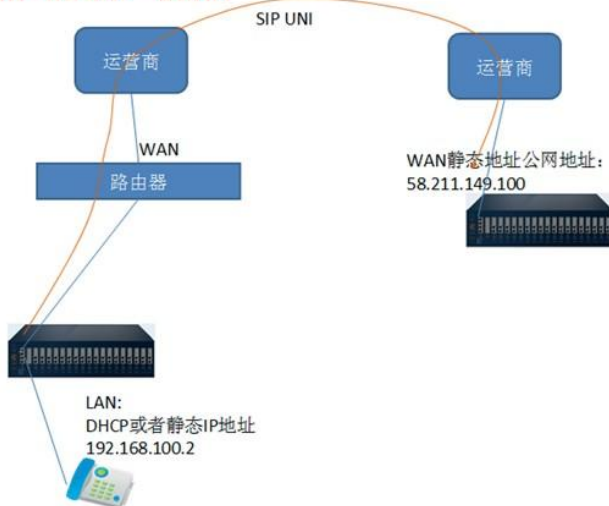 SIP UNI
运营商
运营商
WAN
路由器
WAN静态地址公网地址：
58.211.149.100
LAN:
DHCP或者静态IP地址
192.168.100.2